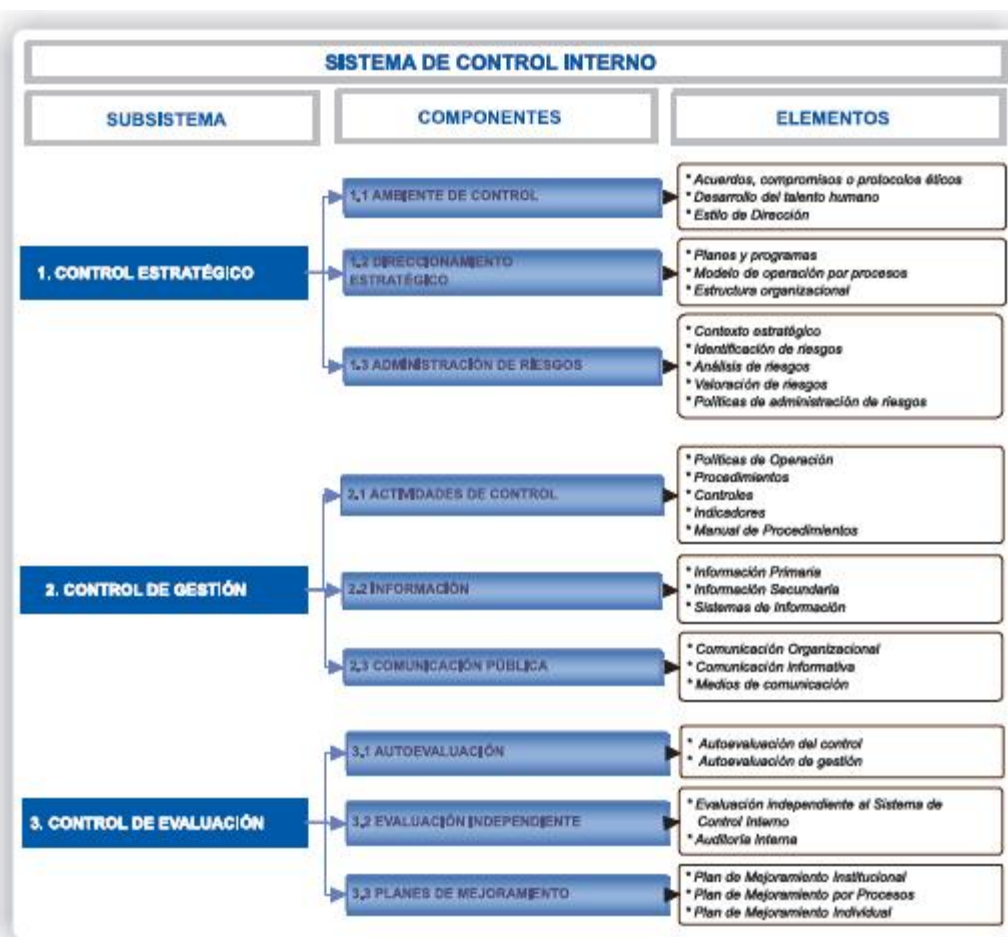 SISTEMA DE CONTROL INTERNO
SUBSISTEMA
COMPONENTES
ELEMENTOS
1. CONTROL ESTRATÉGICO
1.1 AMBIENTE DE CONTROL
* Acuerdos, compromisos o protocolos éticos
* Desarrollo del talento humano
* Estilo de Dirección
1.2 DIRECCIONAMIENTO
ESTRATÉGICO
* Planes y programas
* Modelo de operación por procesos
* Estructura organizacional
1.3 ADMINISTRACIÓN DE RIESGOS
* Contexto estratégico
* Identificación de riesgos
* Análisis de riesgos
* Valoración de riesgos
* Políticas de administración de riesgos
2. CONTROL DE GESTIÓN
2.1 ACTIVIDADES DE CONTROL
* Políticas de Operación
* Procedimientos
* Controles
* Indicadores
* Manual de Procedimientos
2.2 INFORMACIÓN
* Información Primaria
* Información Secundaria
* Sistemas de Información
2.3 COMUNICACIÓN PÚBLICA
* Comunicación Organizacional
* Comunicación Informativa
* Medios de comunicación
3. CONTROL DE EVALUACIÓN
3.1 AUTOEVALUACIÓN
* Autoevaluación del control
* Autoevaluación de gestión
3.2 EVALUACIÓN INDEPENDIENTE
* Evaluación independiente al Sistema de
Control Interno
* Auditoría Interna
3.3 PLANES DE MEJORAMIENTO
* Plan de Mejoramiento Institucional
* Plan de Mejoramiento por Procesos
* Plan de Mejoramiento Individual